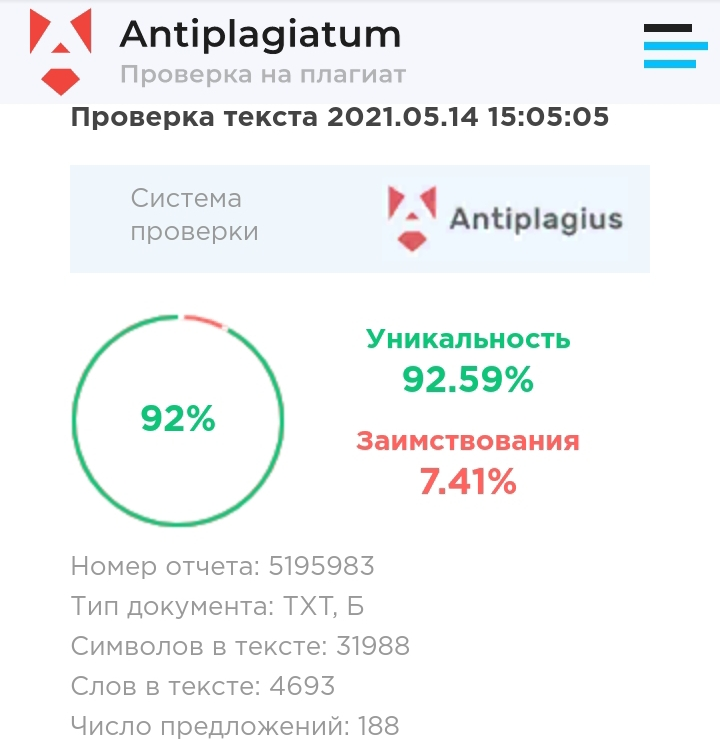 Antiplagiatum
Проверка на плагиат
Проверка текста 2021.05.14 15:05:05
Система
проверки
Antiplagius
92%
Уникальность
92.59%
Заимствования
7.41%
Номер отчета: 5195983
Тип документа: ТХТ, Б
Символов в тексте: 31988
Слов в тексте: 4693
Число предложений: 188